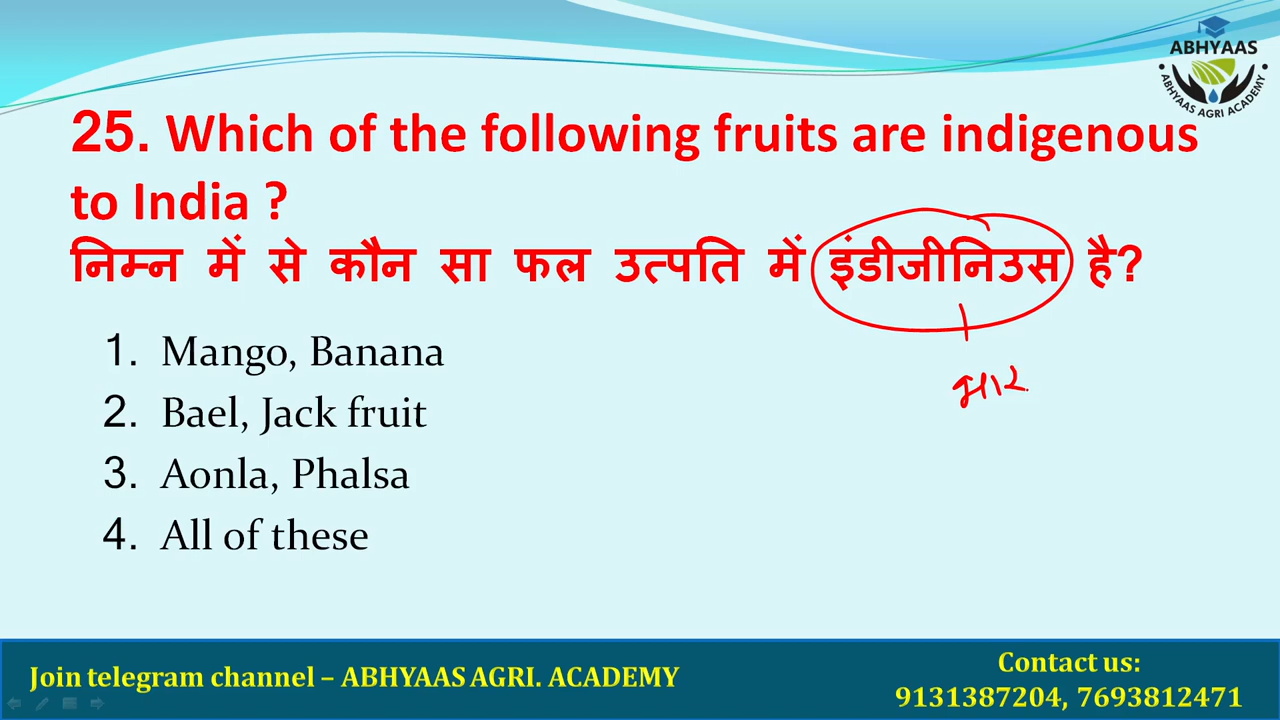 ABHYAAS
ABHYAAS AGRI ACADEMY
25. Which of the following fruits are indigenous
to India ?
निम्न में से कौन सा फल उत्पति में इंडीजीनिउस है?
1. Mango, Banana
2. Bael, Jack fruit
3. Aonla, Phalsa
4. All of these
Join telegram channel – ABHYAAS AGRI. ACADEMY
Contact us:
9131387204, 7693812471